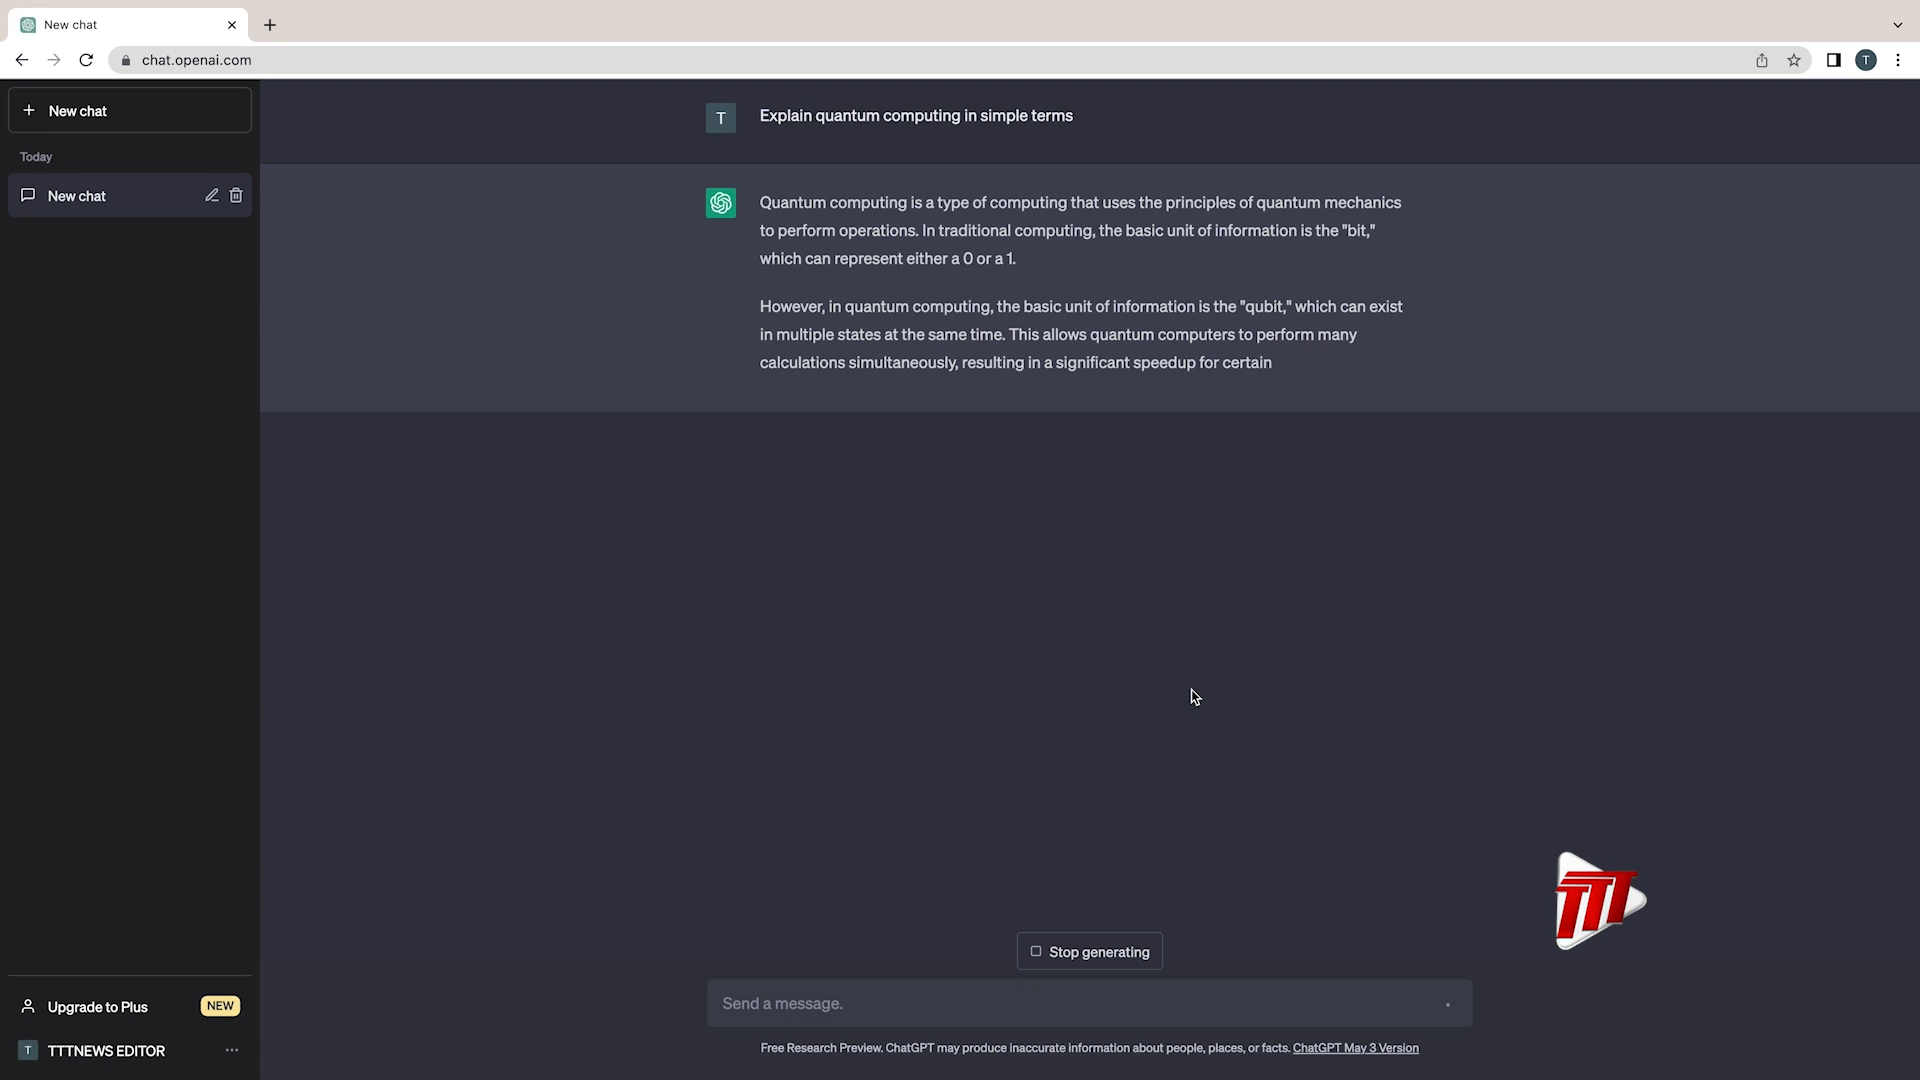 New chat
chat.openai.com
T
New chat
Today
New chat
T
Explain quantum computing in simple terms
Quantum computing is a type of computing that uses the principles of quantum mechanics
to perform operations. In traditional computing, the basic unit of information is the "bit,"
which can represent either a 0 or a 1.
However, in quantum computing, the basic unit of information is the "qubit," which can exist
in multiple states at the same time. This allows quantum computers to perform many
calculations simultaneously, resulting in a significant speedup for certain
TTT
Stop generating
Send a message.
Free Research Preview. ChatGPT may produce inaccurate information about people, places, or facts. ChatGPT May 3 Version
Upgrade to Plus NEW
T TTTNEWS EDITOR